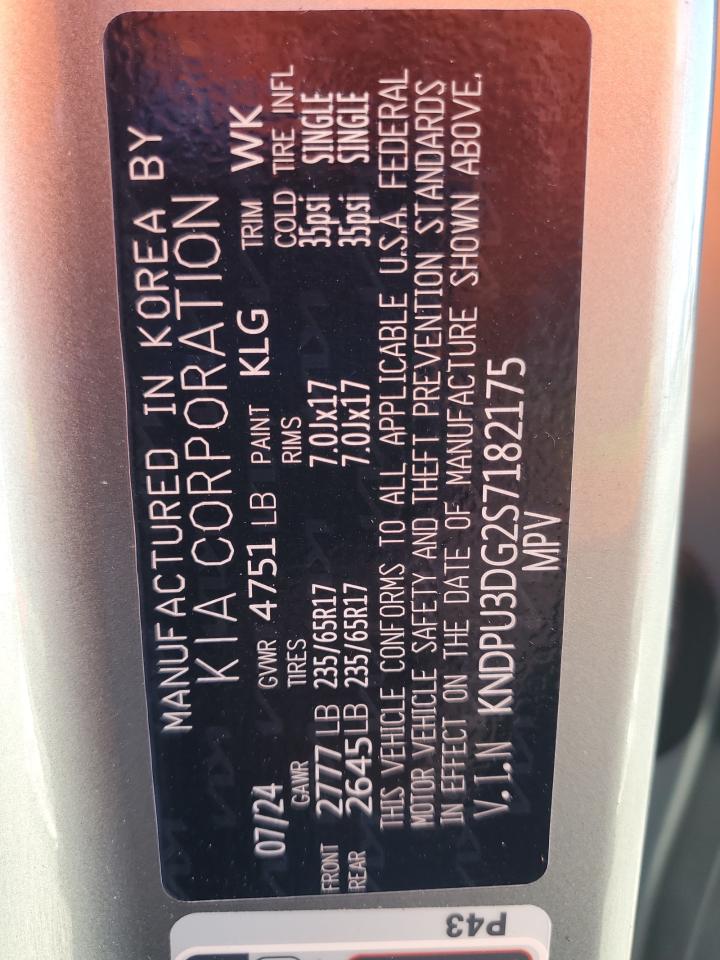 MANUFACTURED IN KOREA BY
KIA CORPORATION
07/24 GVWR 4751 LB PAINT KLG TRIM WK
GAWR TIRES RIMS COLD TIRE INFL
FRONT 2777 LB 235/65R17 7.0Jx17 35psi SINGLE
REAR 2645 LB 235/65R17 7.0Jx17 35psi SINGLE
THIS VEHICLE CONFORMS TO ALL APPLICABLE U.S.A. FEDERAL
MOTOR VEHICLE SAFETY AND THEFT PREVENTION STANDARDS
IN EFFECT ON THE DATE OF MANUFACTURE SHOWN ABOVE.
V.I.N KNDPU3DG2S7182175
MPV
P43